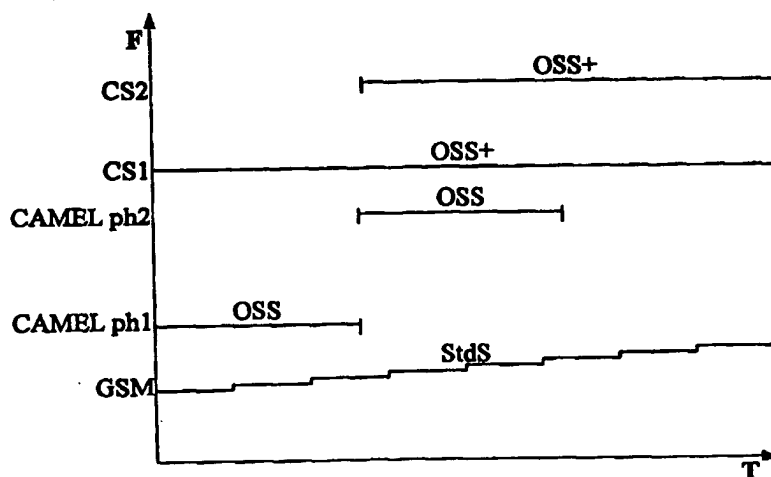 F
OSS+
CS2
OSS+
CS1
OSS
CAMEL ph2
OSS
CAMEL ph1
StdS
GSM
T